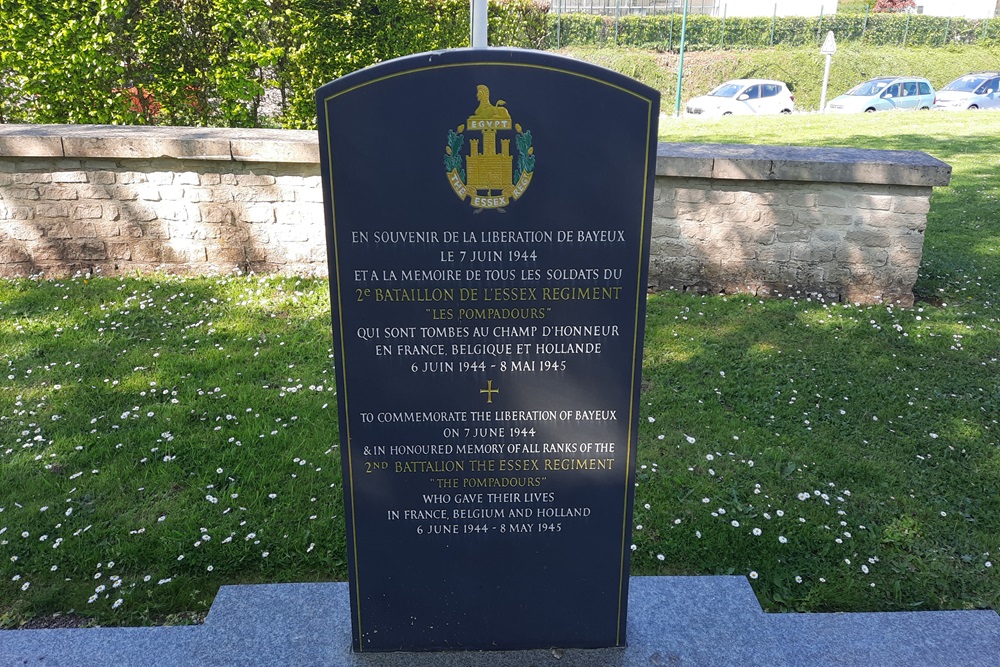 EGYPT
ESSEX
EN SOUVENIR DE LA LIBERATION DE BAYEUX
LE 7 JUIN 1944
ET A LA MEMOIRE DE TOUS LES SOLDATS DU
2e BATAILLON DE L'ESSEX REGIMENT
"LES POMPADOURS"
QUI SONT TOMBES AU CHAMP D'HONNEUR
EN FRANCE, BELGIQUE ET HOLLANDE
6 JUIN 1944 - 8 MAI 1945
TO COMMEMORATE THE LIBERATION OF BAYEUX
ON 7 JUNE 1944
& IN HONOURED MEMORY OF ALL RANKS OF THE
2ND BATTALION THE ESSEX REGIMENT
"THE POMPADOURS"
WHO GAVE THEIR LIVES
IN FRANCE, BELGIUM AND HOLLAND
6 JUNE 1944 - 8 MAY 1945